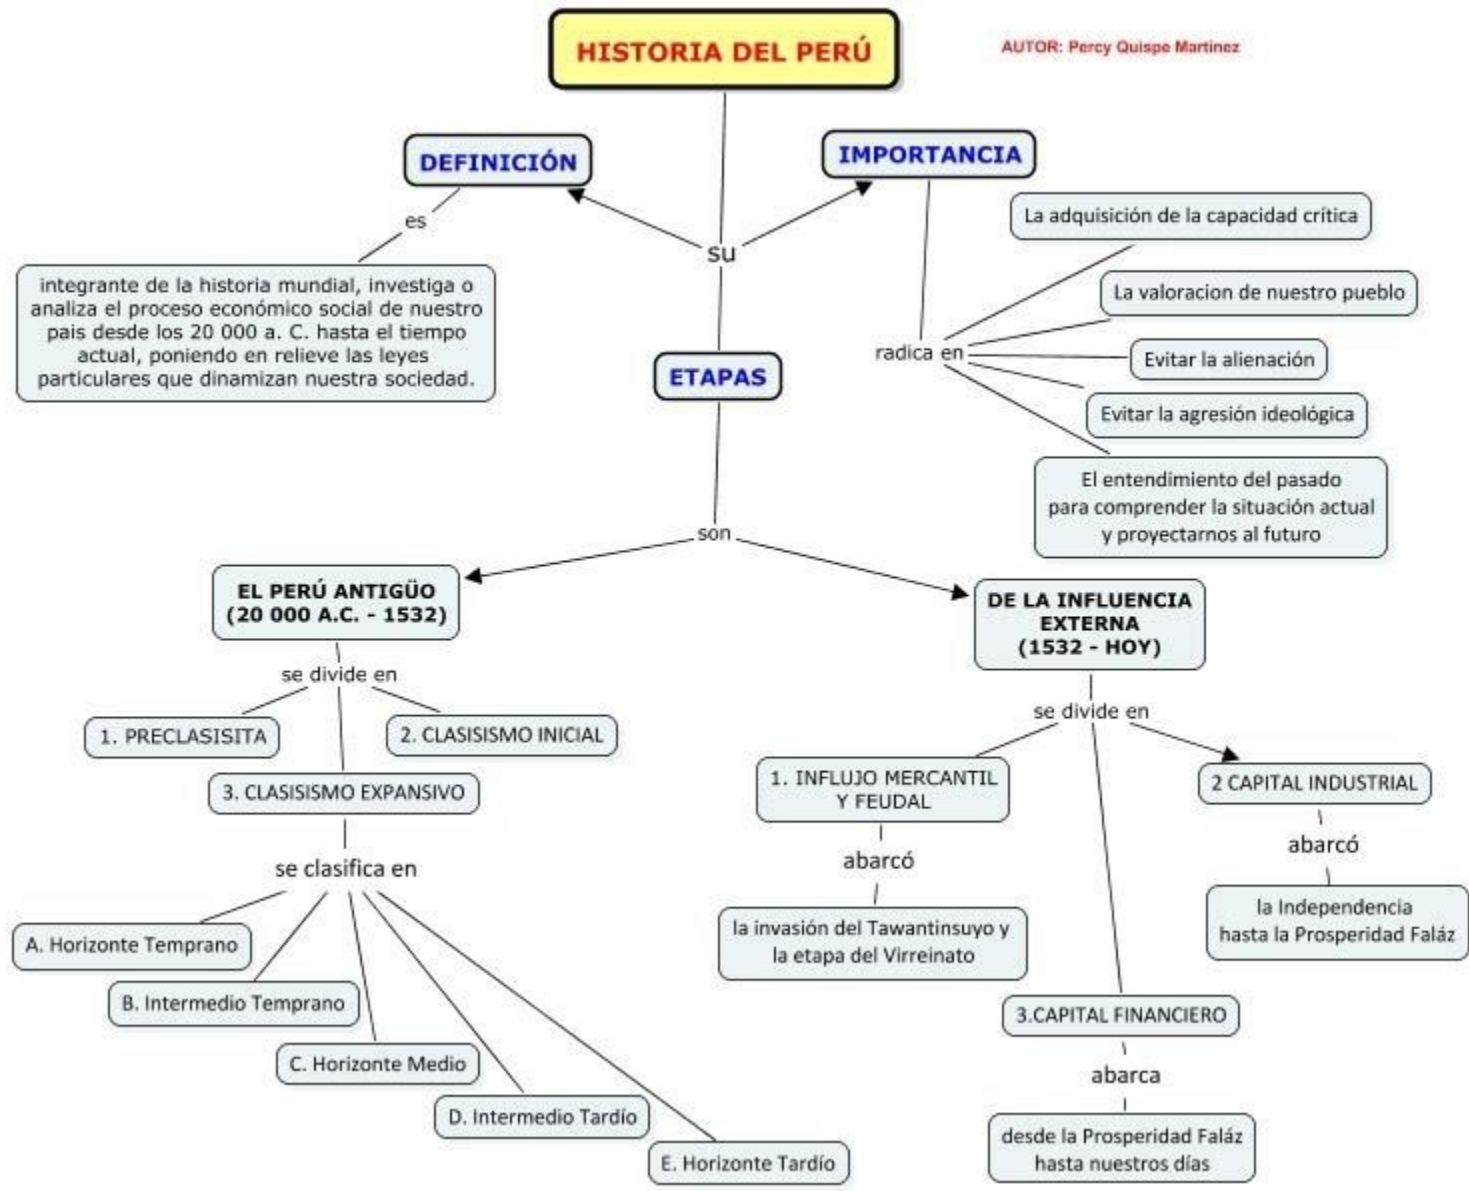 HISTORIA DEL PERÚ
AUTOR: Percy Quispe Martinez
DEFINICIÓN
IMPORTANCIA
es
su
integrante de la historia mundial, investiga o
analiza el proceso económico social de nuestro
pais desde los 20 000 a. C. hasta el tiempo
actual, poniendo en relieve las leyes
particulares que dinamizan nuestra sociedad.
radica en
La adquisición de la capacidad crítica
La valoracion de nuestro pueblo
Evitar la alienación
Evitar la agresión ideológica
El entendimiento del pasado
para comprender la situación actual
y proyectarnos al futuro
ETAPAS
son
EL PERÚ ANTIGÜO
(20 000 A.C. - 1532)
se divide en
1. PRECLASISITA
2. CLASISISMO INICIAL
3. CLASISISMO EXPANSIVO
se clasifica en
A. Horizonte Temprano
B. Intermedio Temprano
C. Horizonte Medio
D. Intermedio Tardío
E. Horizonte Tardío
DE LA INFLUENCIA
EXTERNA
(1532 - HOY)
se divide en
1. INFLUJO MERCANTIL
Y FEUDAL
abarcó
la invasión del Tawantinsuyo y
la etapa del Virreinato
2 CAPITAL INDUSTRIAL
abarcó
la Independencia
hasta la Prosperidad Faláz
3.CAPITAL FINANCIERO
abarca
desde la Prosperidad Faláz
hasta nuestros días